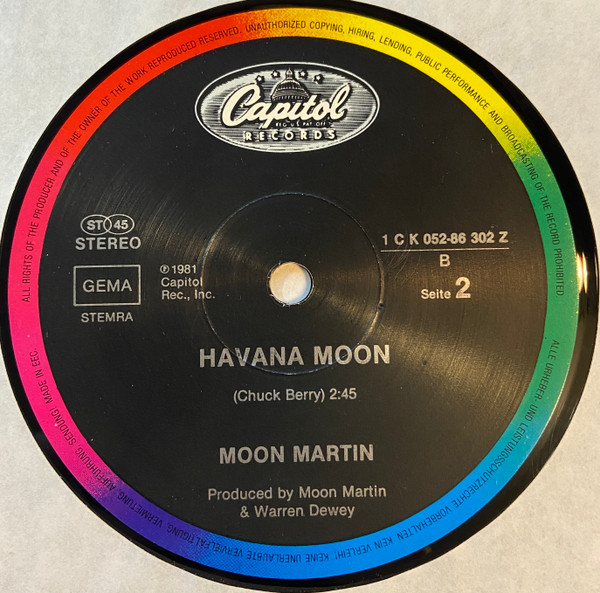 ALL RIGHTS OF THE PRODUCER AND OF THE OWNER OF THE WORK REPRODUCED RESERVED. UNAUTHORIZED COPYING, HIRING, LENDING, PUBLIC PERFORMANCE AND BROADCASTING OF THE RECORD PROHIBITED.
Capitol
REG. U.S. PAT. OFF.
RECORDS
ST 45
STEREO
GEMA
STEMRA
℗ 1981
Capitol
Rec., Inc.
1 C K 052-86 302 Z
B
Seite 2
HAVANA MOON
(Chuck Berry) 2:45
MOON MARTIN
Produced by Moon Martin
& Warren Dewey
ALLE URHEBER- UND LEISTUNGSSCHUTZRECHTE VORBEHALTEN. KEIN VERLEIH! KEINE UNERLAUBTE VERVIELFÄLTIGUNG, VERMIETUNG, AUFFÜHRUNG, SENDUNG! MADE IN EEC.